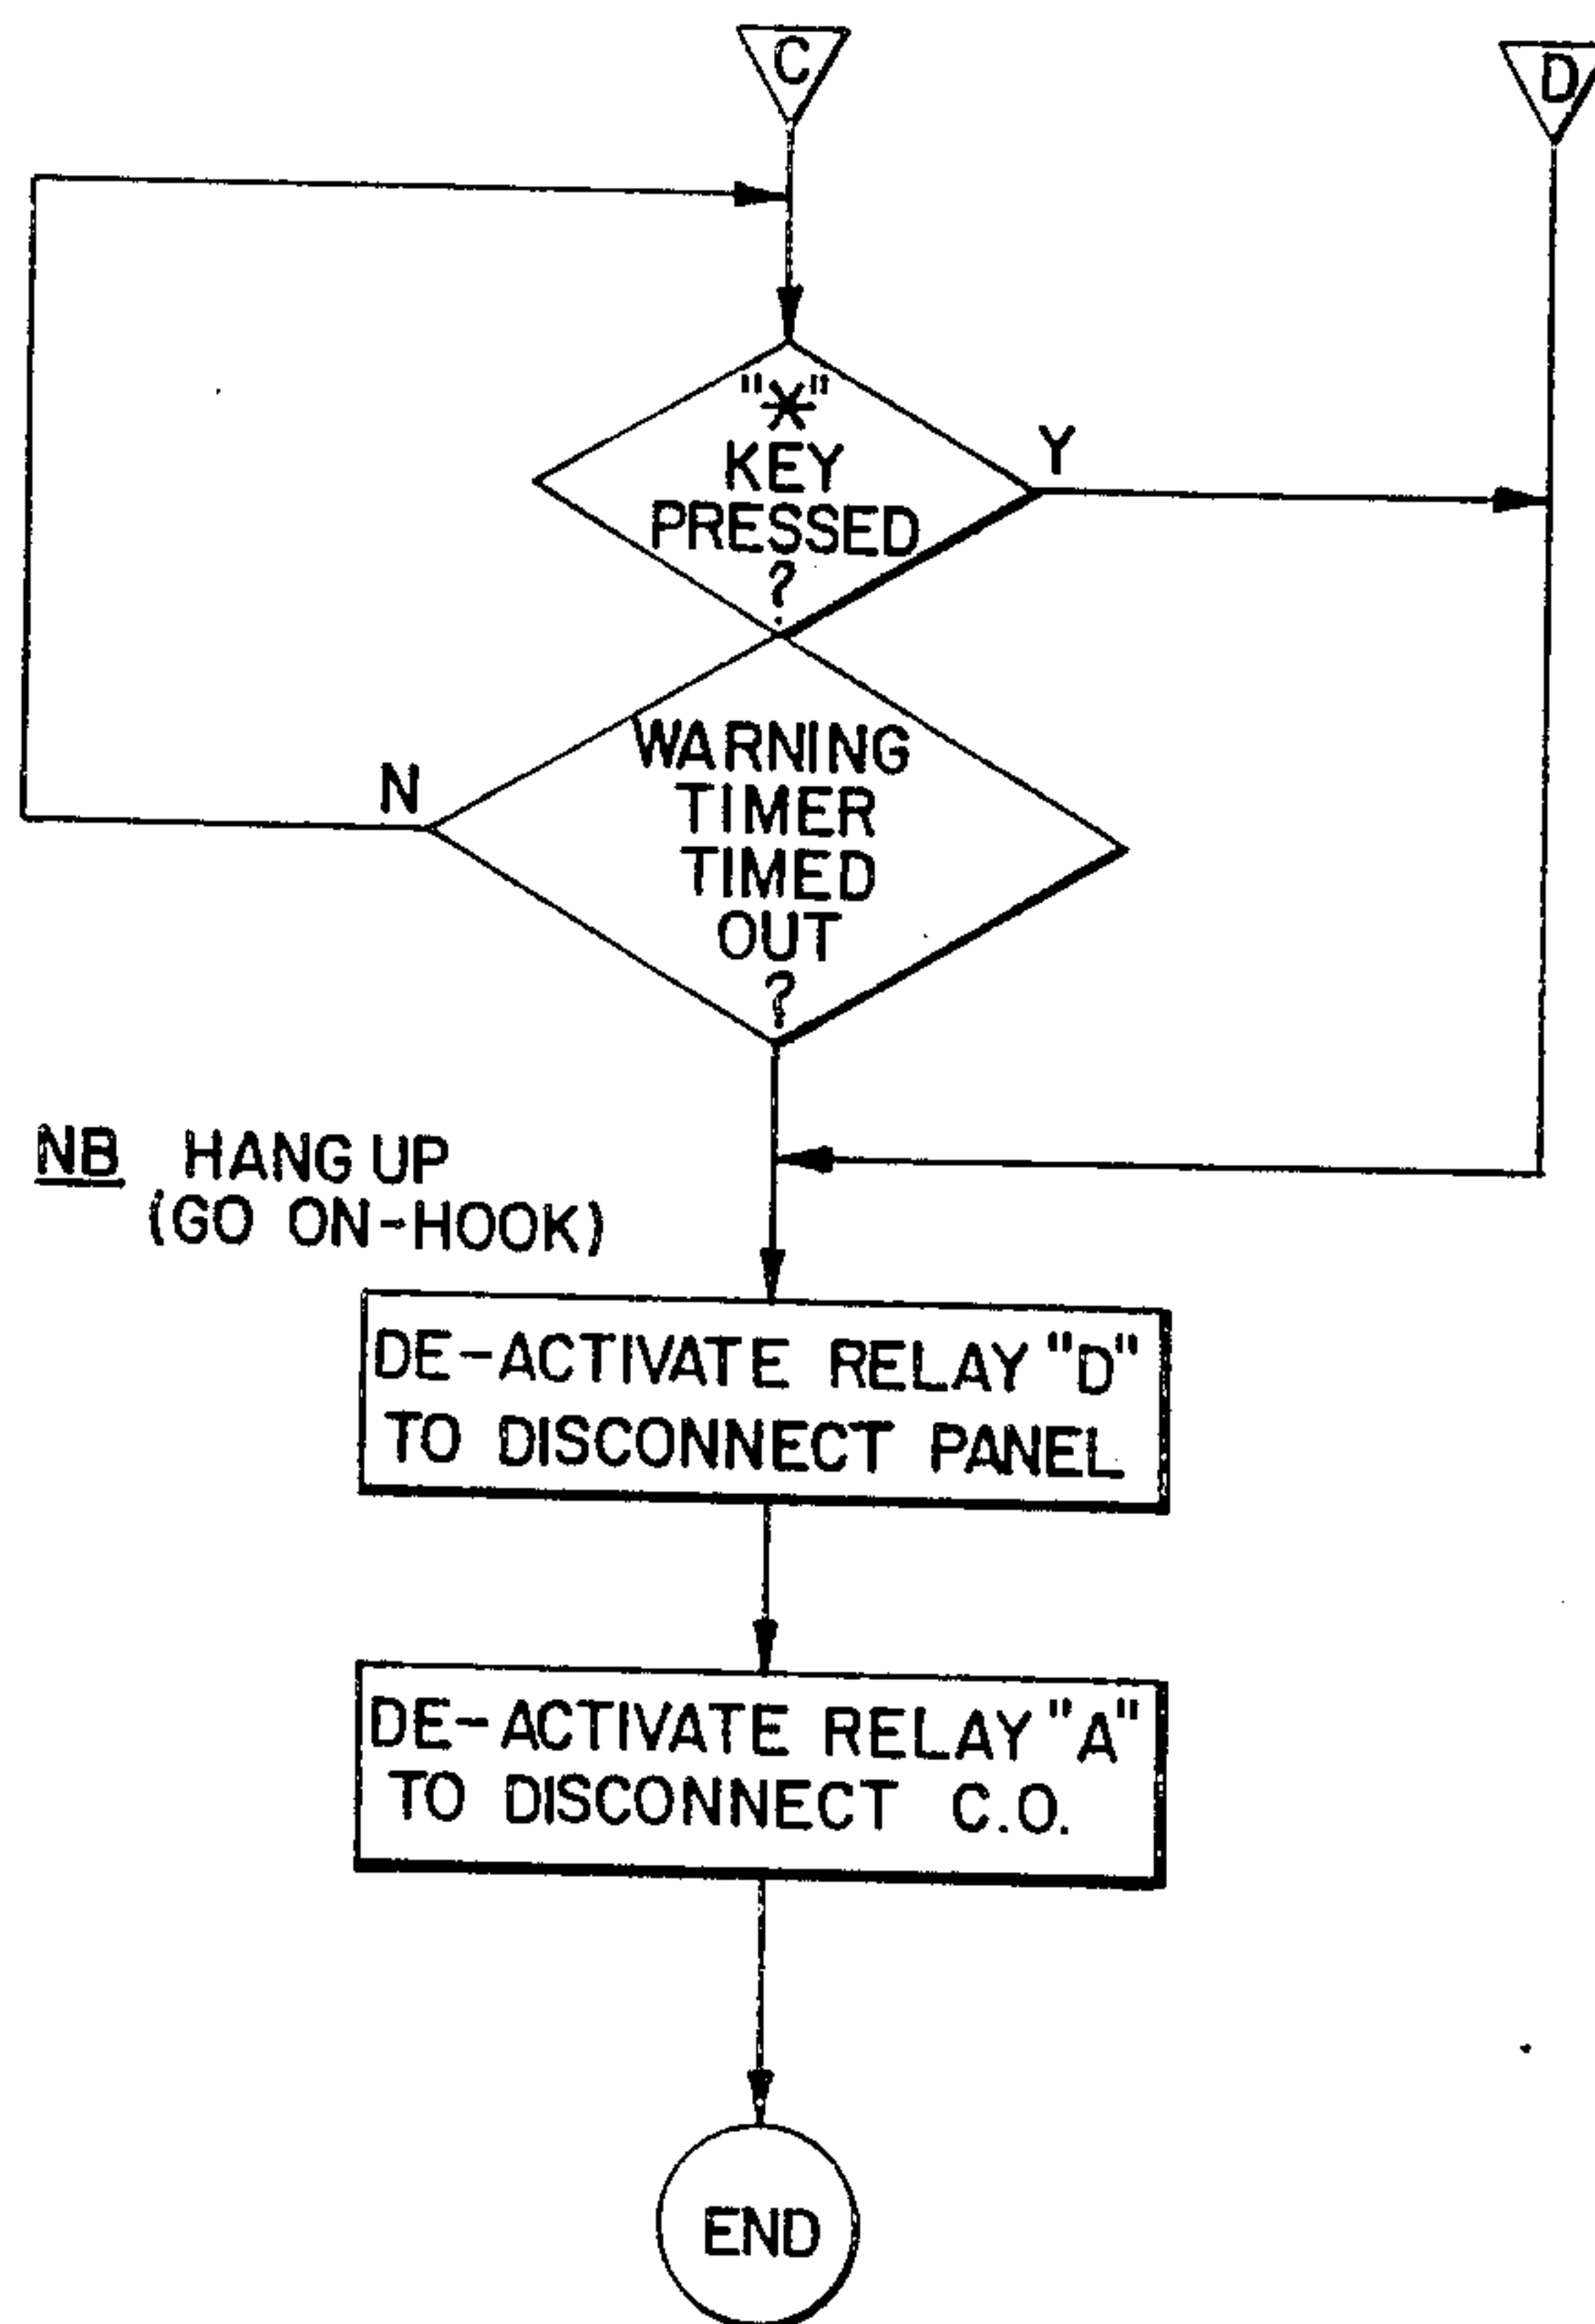 C
D
"*"
KEY
PRESSED
?
Y
WARNING
TIMER
TIMED
OUT
?
N
NB HANG UP
(GO ON-HOOK)
DE-ACTIVATE RELAY "D"
TO DISCONNECT PANEL
DE-ACTIVATE RELAY "A"
TO DISCONNECT C.O.
END